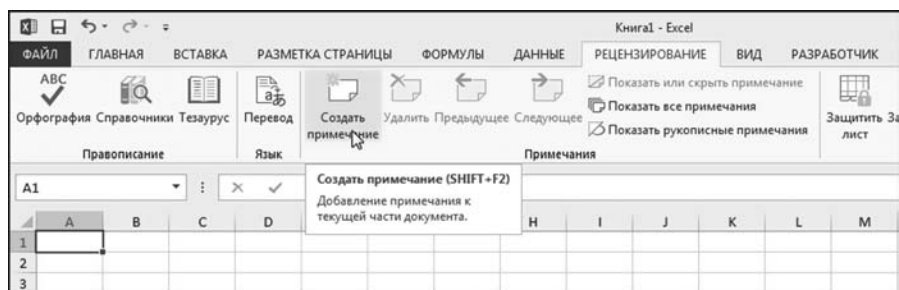 Книга1 - Excel
ФАЙЛ ГЛАВНАЯ ВСТАВКА РАЗМЕТКА СТРАНИЦЫ ФОРМУЛЫ ДАННЫЕ РЕЦЕНЗИРОВАНИЕ ВИД РАЗРАБОТЧИК
ABC
Орфография Справочники Тезаурус
Правописание
Перевод
Язык
Создать
примечание
Удалить Предыдущее Следующее
Показать или скрыть примечание
Показать все примечания
Показать рукописные примечания
Примечания
Защитить
лист
За
A1
Создать примечание (SHIFT+F2)
Добавление примечания к
текущей части документа.
A B C D H I J K L M
1
2
3